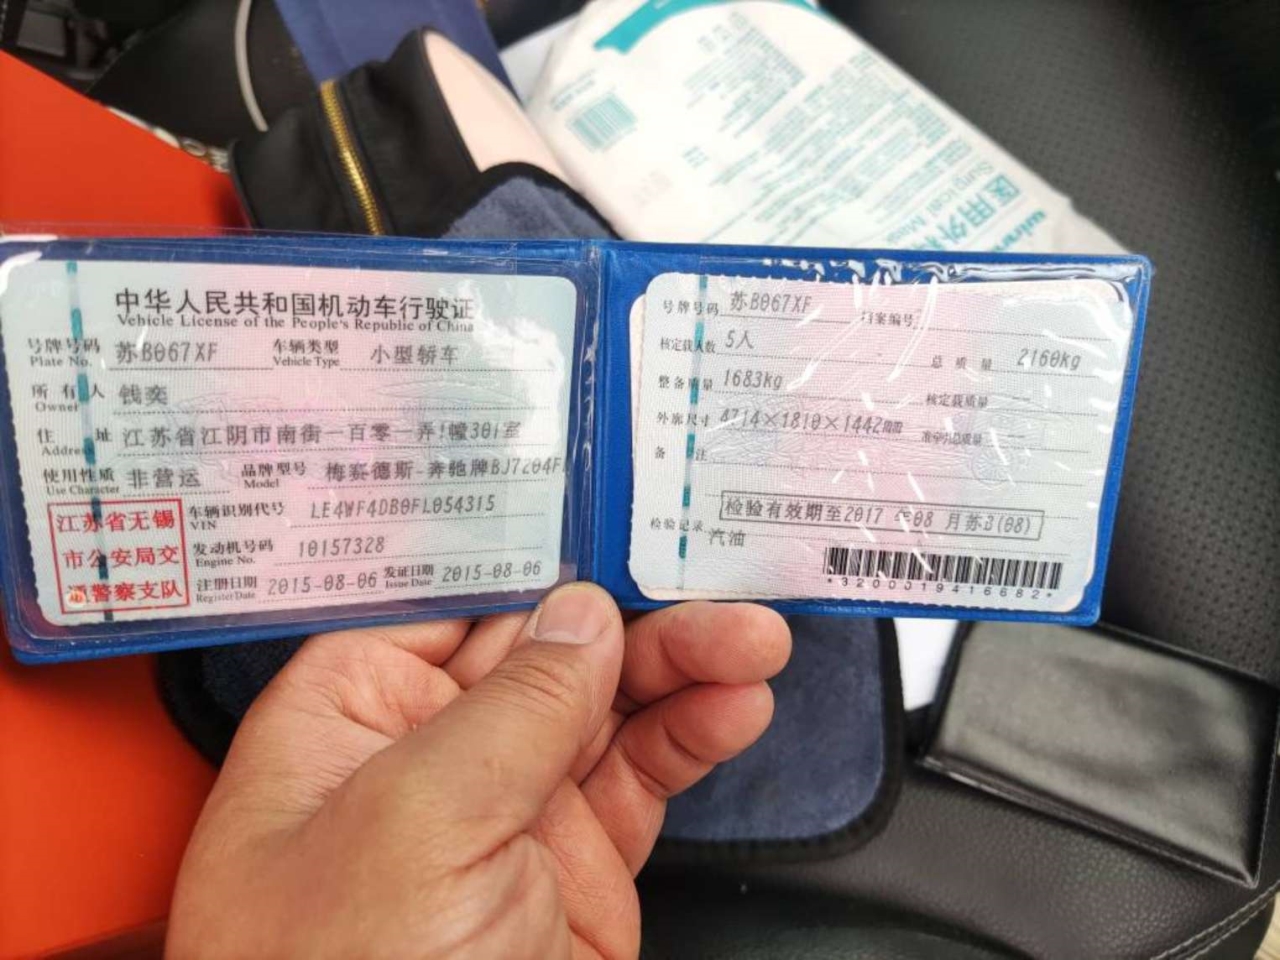 中华人民共和国机动车行驶证
Vehicle License of the People's Republic of China
号牌号码 苏B067XF 车辆类型 小型轿车
Plate No. Vehicle Type
所有人 钱奕
Owner
住址 江苏省江阴市南街一百零一弄1幢301室
Address
使用性质 非营运 品牌型号 梅赛德斯-奔驰牌BJ7204F
Use Character Model
江苏省无锡
市公安局交
通警察支队
车辆识别代号 LE4WF4DB0FL054315
VIN
发动机号码 10157328
Engine No.
注册日期 2015-08-06 发证日期 2015-08-06
Register Date Issue Date
号牌号码 苏B067XF 档案编号
核定载人数 5人 总质量 2160kg
整备质量 1683kg 核定载质量 --
外廓尺寸 4714×1810×1442mm 准牵引总质量 --
备注
检验有效期至2017年08月苏B(08)
检验记录
汽油
*3200019416682*
医用外
Surgical Mask
winn